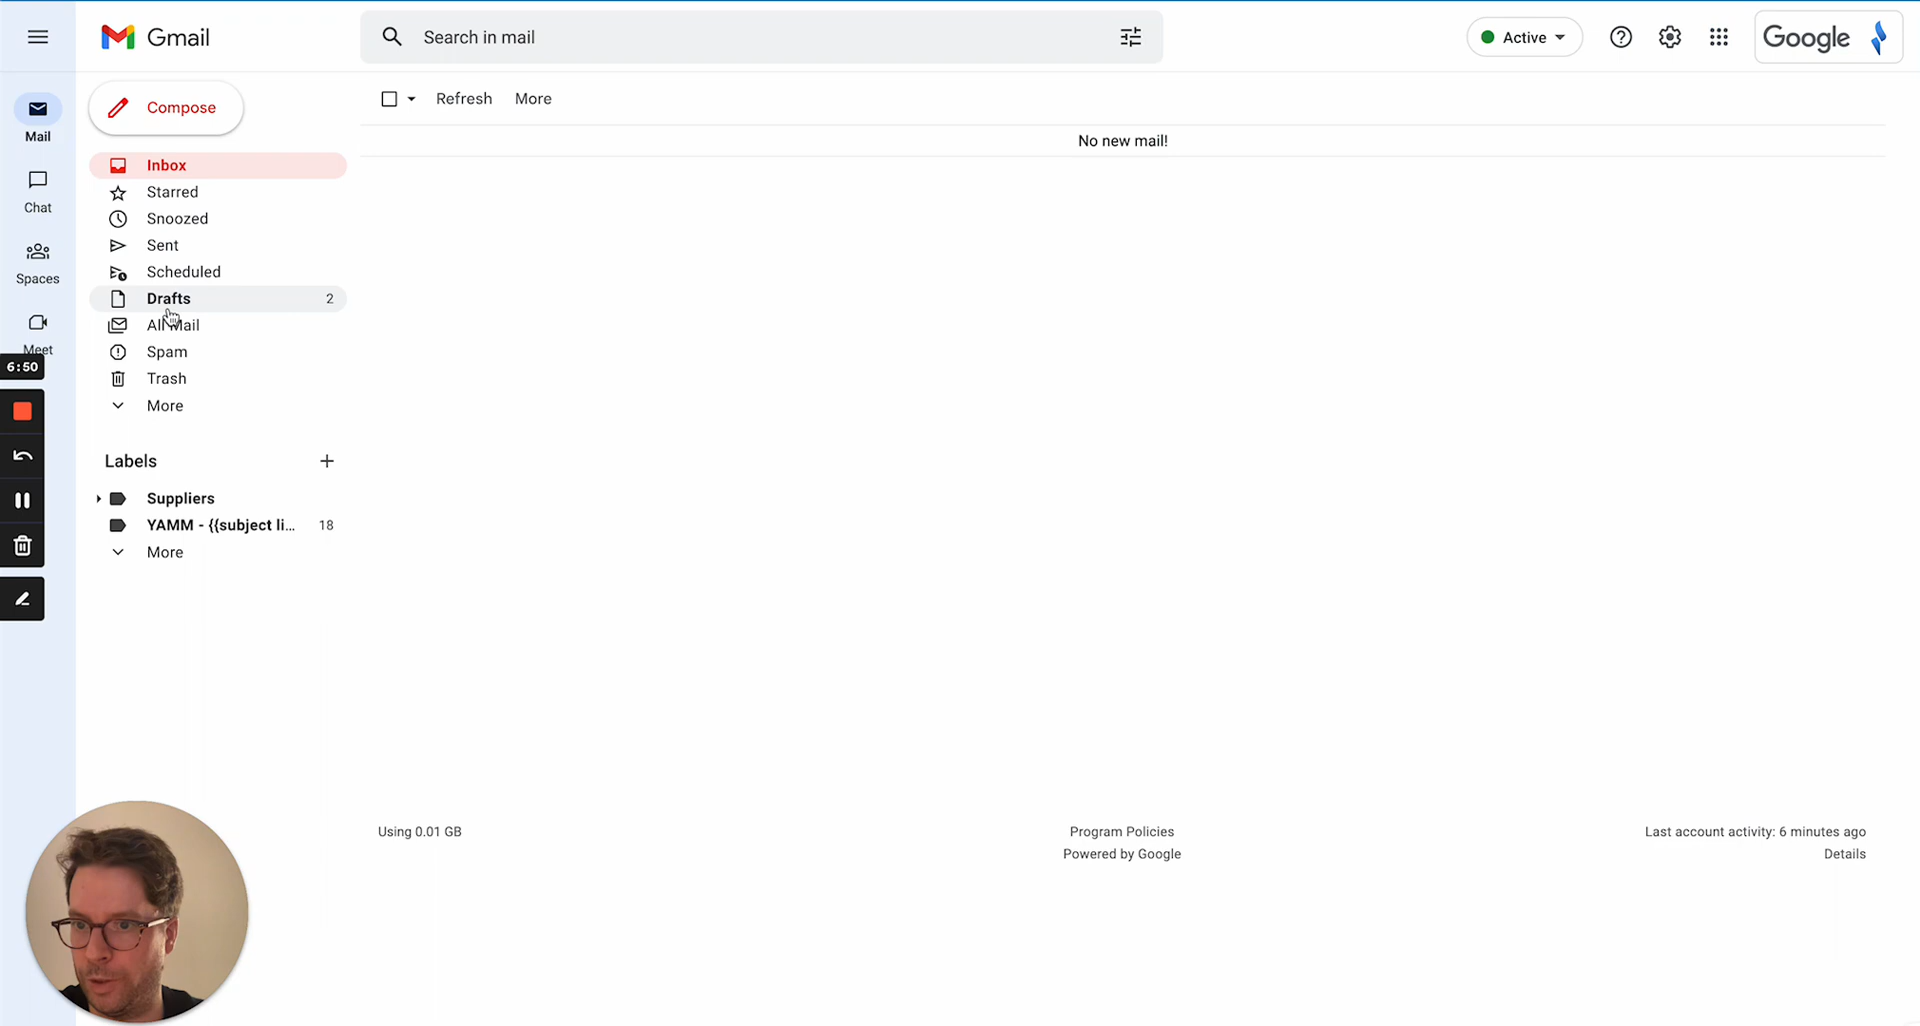 Gmail
Search in mail
Active
Google
Mail
Chat
Spaces
Meet
6:50
Compose
Inbox
Starred
Snoozed
Sent
Scheduled
Drafts 2
All Mail
Spam
Trash
More
Labels
Suppliers
YAMM - {{subject li... 18
More
Refresh More
No new mail!
Using 0.01 GB
Program Policies
Powered by Google
Last account activity: 6 minutes ago
Details